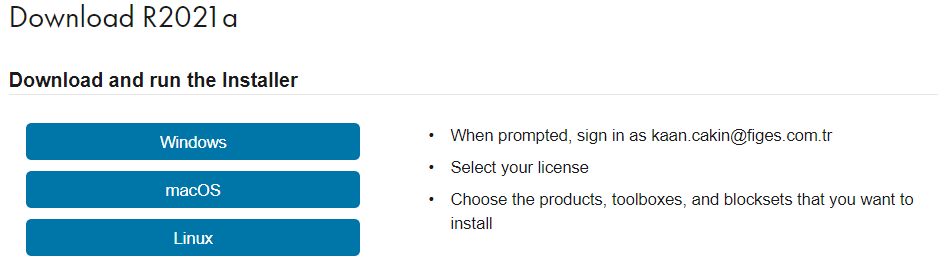 Download R2021a
Download and run the Installer
Windows
macOS
Linux
• When prompted, sign in as kaan.cakin@figes.com.tr
• Select your license
• Choose the products, toolboxes, and blocksets that you want to
install